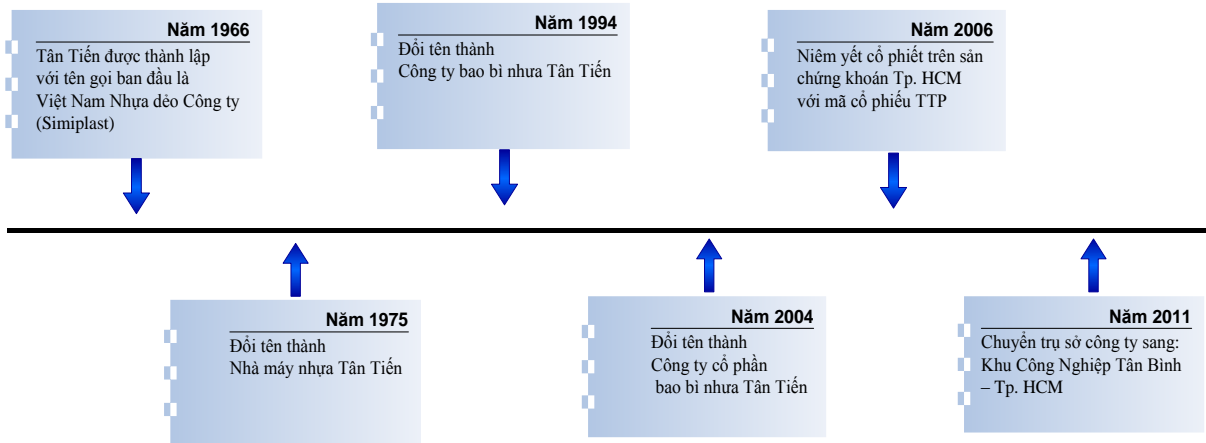 Năm 1966
Tân Tiến được thành lập
với tên gọi ban đầu là
Việt Nam Nhựa dẻo Công ty
(Simiplast)
Năm 1994
Đổi tên thành
Công ty bao bì nhưa Tân Tiến
Năm 2006
Niêm yết cổ phiết trên sản
chứng khoán Tp. HCM
với mã cổ phiếu TTP
Năm 1975
Đổi tên thành
Nhà máy nhựa Tân Tiến
Năm 2004
Đổi tên thành
Công ty cổ phần
bao bì nhưa Tân Tiến
Năm 2011
Chuyển trụ sở công ty sang:
Khu Công Nghiệp Tân Bình
– Tp. HCM